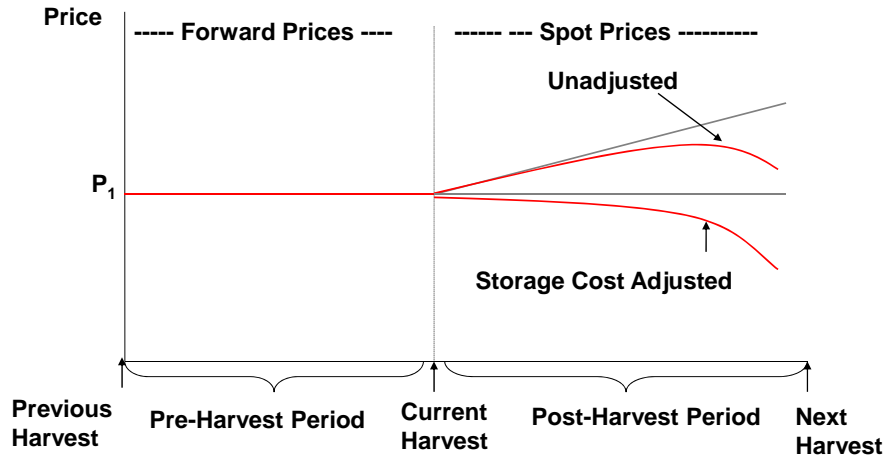 Price
----- Forward Prices ----
------ --- Spot Prices ----------
Unadjusted
P1
Storage Cost Adjusted
Previous
Harvest
Pre-Harvest Period
Current
Harvest
Post-Harvest Period
Next
Harvest